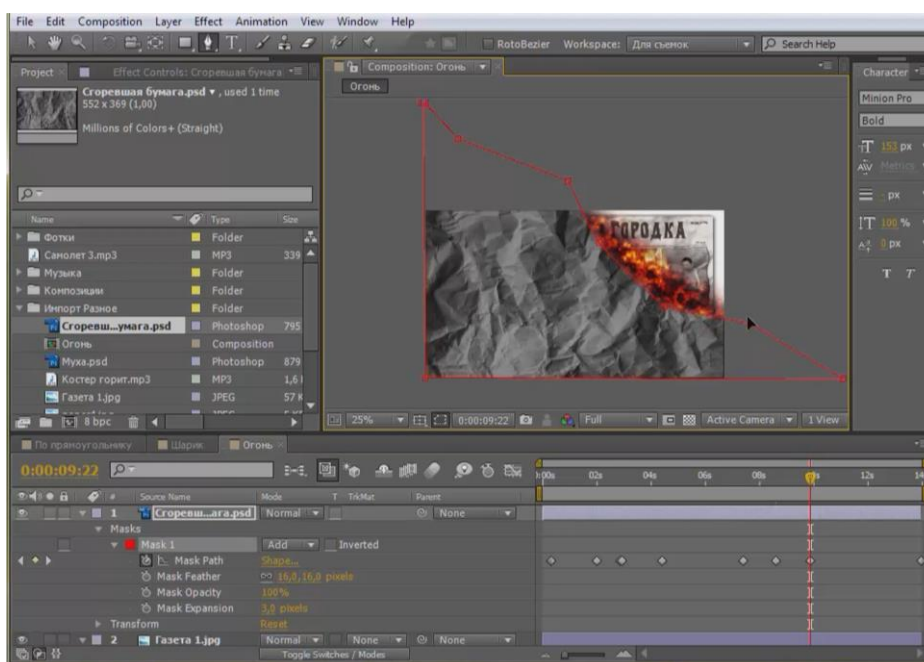 File Edit Composition Layer Effect Animation View Window Help
RotoBezier Workspace: Для съемок Search Help
Project Effect Controls: Сгоревшая бумага
Сгоревшая бумага.psd ▼ , used 1 time
552 x 369 (1,00)
Millions of Colors+ (Straight)
Name Type Size
Фотки Folder
Самолет 3.mp3 MP3 339
Музыка Folder
Композиции Folder
Импорт Разное Folder
Сгоревш...умага.psd Photoshop 795
Огонь Composition
Муха.psd Photoshop 879
Костер горит.mp3 MP3 1,6
Газета 1.jpg JPEG 57 K
8 bpc
Composition: Огонь
Огонь
ГОРОДКА
25% 0:00:09:22 Full Active Camera 1 View
Character
Minion Pro
Bold
153 px
Metrics
- px
100 %
0 px
T T
По прямоугольнику Шарик Огонь
0:00:09:22
:00s 02s 04s 06s 08s 12s 14
# Source Name Mode T TrkMat Parent
1 Сгоревш...ага.psd Normal None
Masks
Mask 1 Add Inverted
Mask Path Shape...
Mask Feather 16,0,16,0 pixels
Mask Opacity 100%
Mask Expansion 3,0 pixels
Transform Reset
2 Газета 1.jpg Normal None None
Toggle Switches / Modes